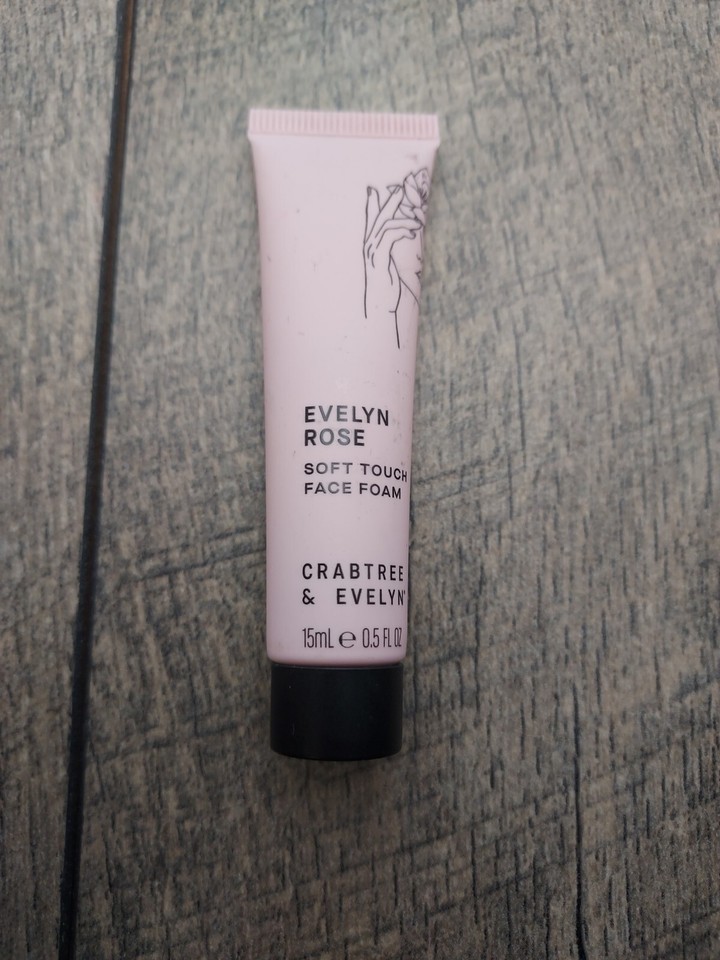 EVELYN
ROSE
SOFT TOUCH
FACE FOAM
CRABTREE
& EVELYN®
15mL ℮ 0.5 FL OZ